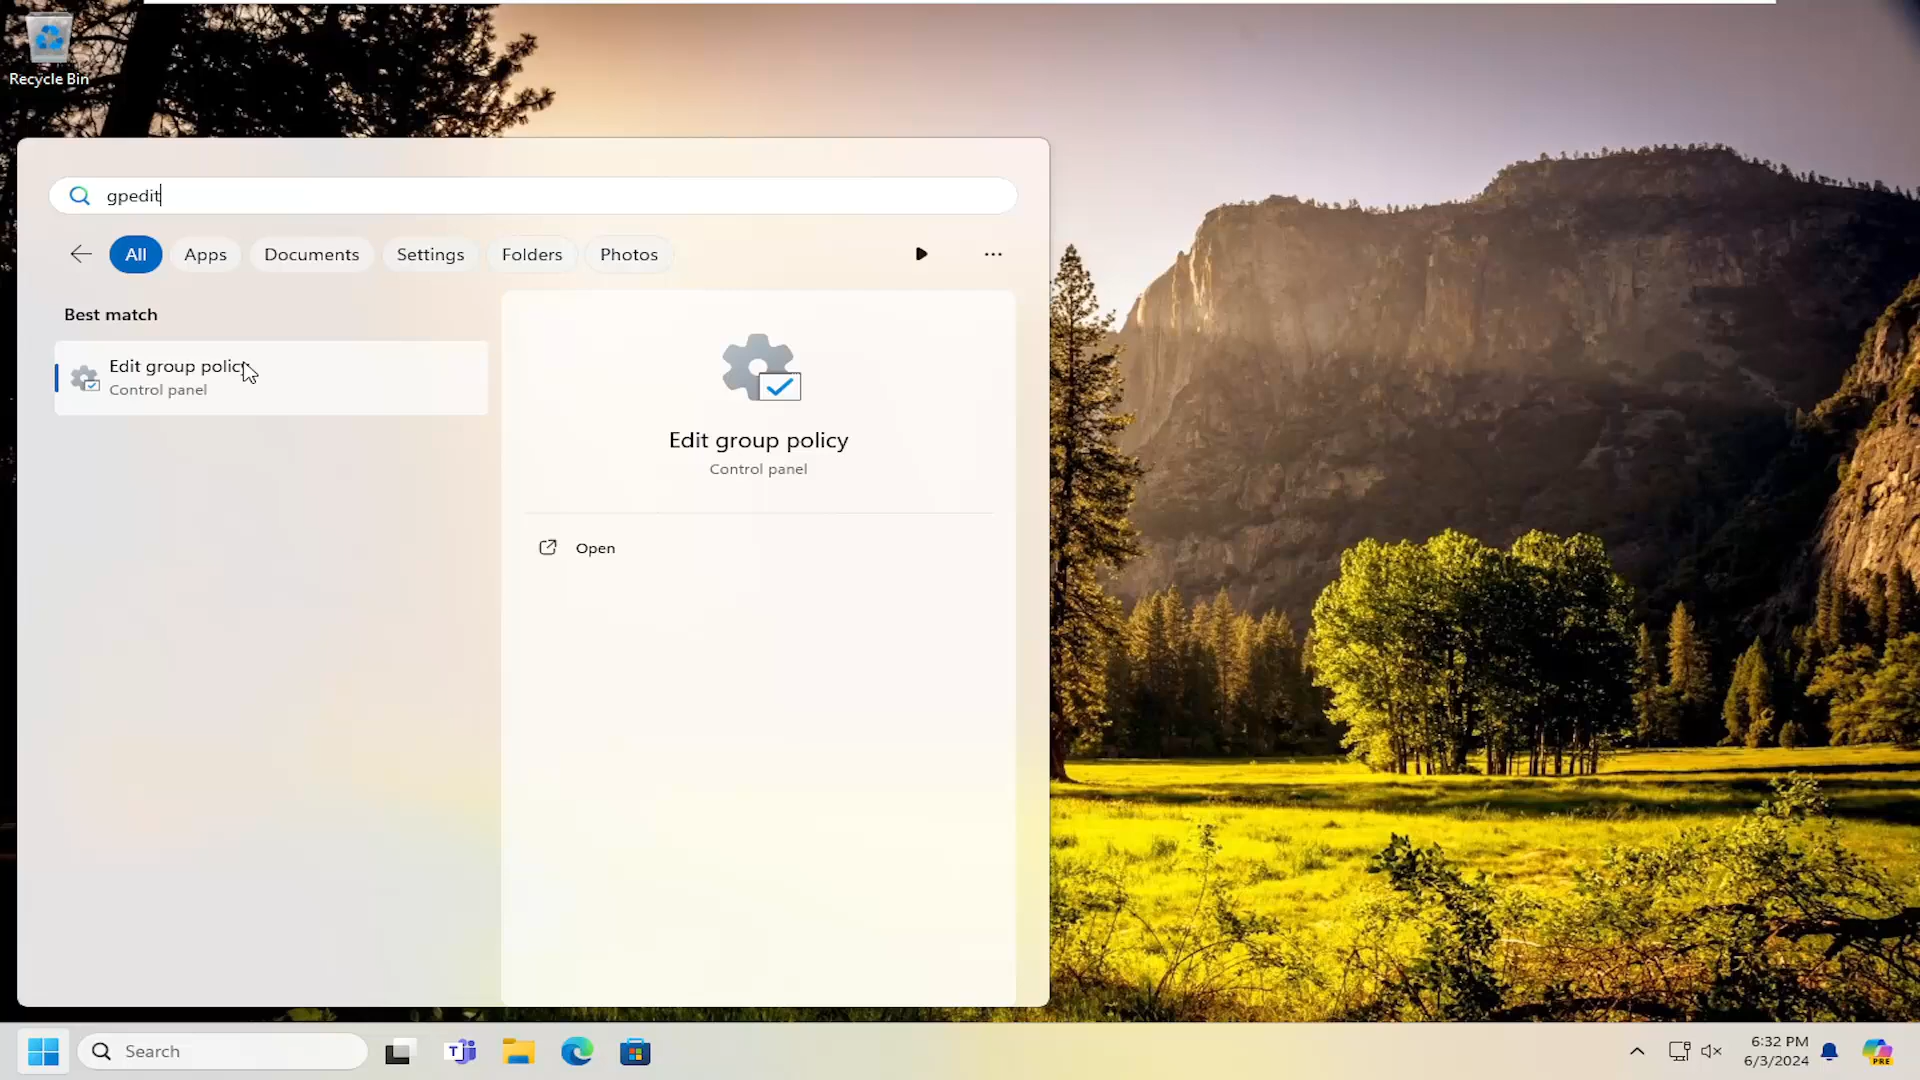 Recycle Bin
gpedit
All
Apps
Documents
Settings
Folders
Photos
Best match
Edit group policy
Control panel
Edit group policy
Control panel
Open
Search
T
6:32 PM
6/3/2024
PRE